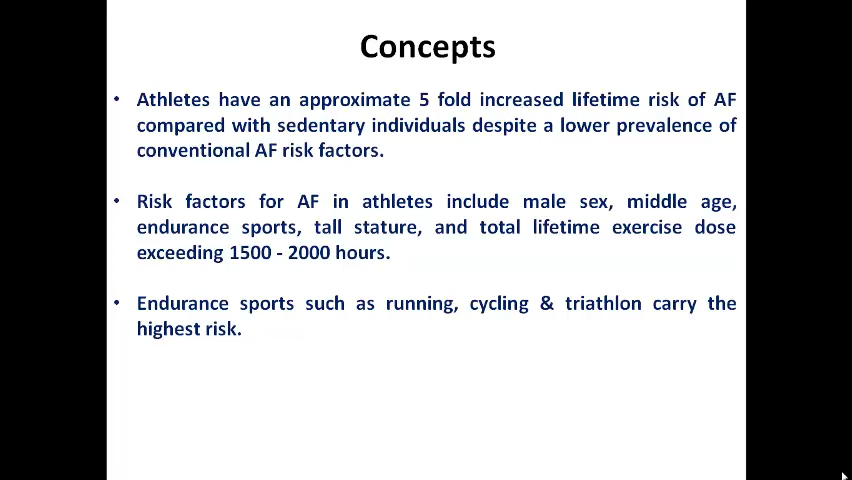 Concepts
• Athletes have an approximate 5 fold increased lifetime risk of AF
compared with sedentary individuals despite a lower prevalence of
conventional AF risk factors.
• Risk factors for AF in athletes include male sex, middle age,
endurance sports, tall stature, and total lifetime exercise dose
exceeding 1500 - 2000 hours.
• Endurance sports such as running, cycling & triathlon carry the
highest risk.